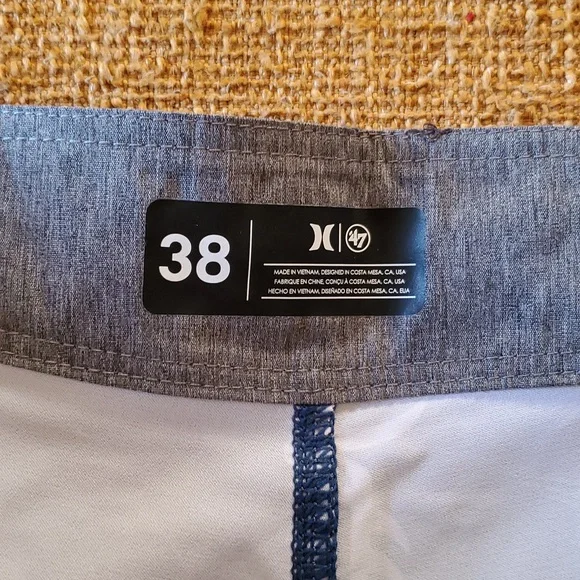 38
'47
MADE IN VIETNAM, DESIGNED IN COSTA MESA, CA, USA
FABRIQUE EN CHINE, CONÇU À COSTA MESA, CA, USA
HECHO EN VIETNAM, DISEÑADO EN COSTA MESA, CA, EUA